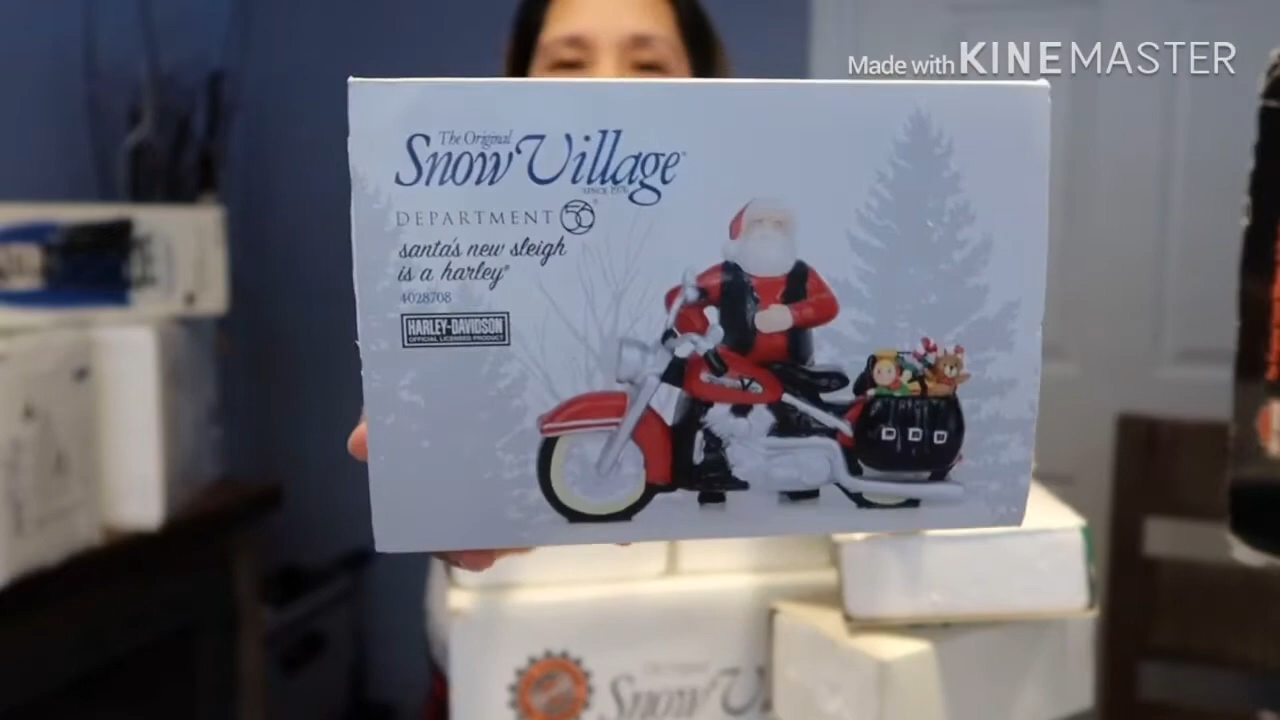 Made with KINEMASTER
The Original
Snow Village
SINCE 1976
DEPARTMENT 56
santa's new sleigh
is a harley®
4028708
HARLEY-DAVIDSON
OFFICIAL LICENSED PRODUCT
Snow V